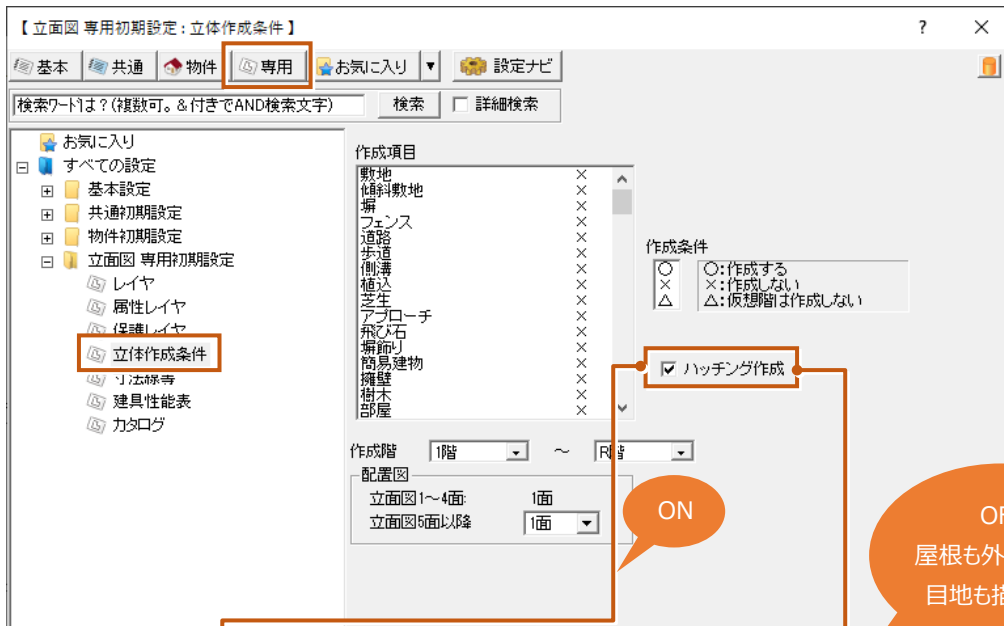 【 立面図 専用初期設定 : 立体作成条件 】
?
基本 共通 物件 専用 お気に入り ▼ 設定ナビ
検索ワードは？(複数可。＆付きでAND検索文字) 検索 詳細検索
お気に入り
すべての設定
基本設定
共通初期設定
物件初期設定
立面図 専用初期設定
レイヤ
属性レイヤ
保護レイヤ
立体作成条件
寸法線等
建具性能表
カタログ
作成項目
敷地 ×
傾斜敷地 ×
塀 ×
フェンス ×
道路 ×
歩道 ×
側溝 ×
植込 ×
芝生 ×
アプローチ ×
飛び石 ×
塀飾り ×
簡易建物 ×
擁壁 ×
樹木 ×
部屋 ×
作成条件
○ ○:作成する
× ×:作成しない
△ △:仮想階は作成しない
ハッチング作成
作成階 1階 ～ R階
配置図
立面図1～4面: 1面
立面図5面以降 1面
ON
屋根も外
目地も描